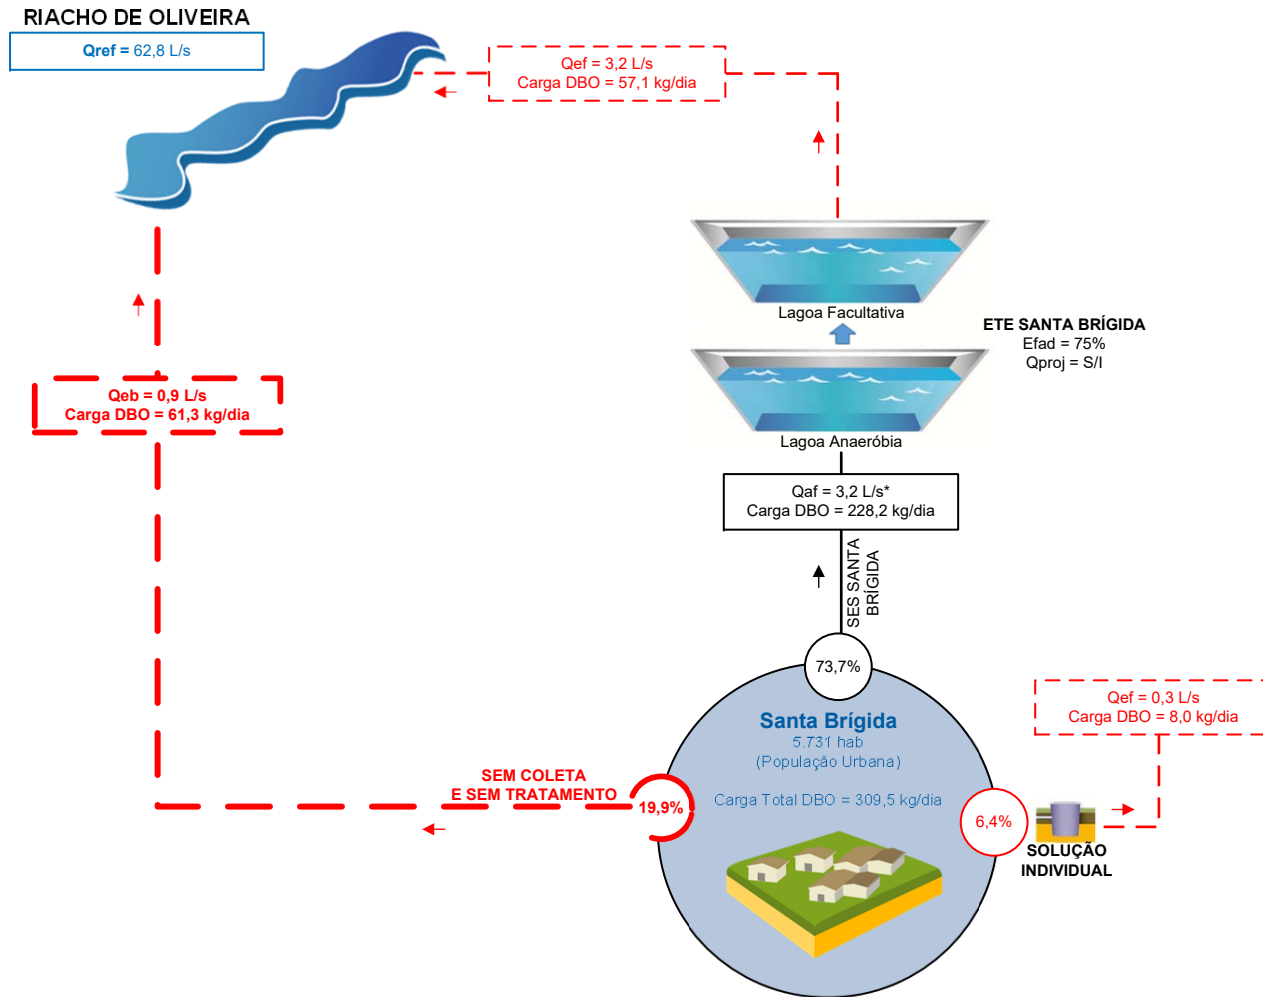 RIACHO DE OLIVEIRA
Qref = 62,8 L/s
Qef = 3,2 L/s
Carga DBO = 57,1 kg/dia
Lagoa Facultativa
ETE SANTA BRÍGIDA
Efad = 75%
Qproj = S/I
Qeb = 0,9 L/s
Carga DBO = 61,3 kg/dia
Lagoa Anaeróbia
Qaf = 3,2 L/s*
Carga DBO = 228,2 kg/dia
SES SANTA
BRÍGIDA
73,7%
Qef = 0,3 L/s
Carga DBO = 8,0 kg/dia
Santa Brígida
5.731 hab
(População Urbana)
Carga Total DBO = 309,5 kg/dia
SEM COLETA
E SEM TRATAMENTO
19,9%
6,4%
SOLUÇÃO
INDIVIDUAL